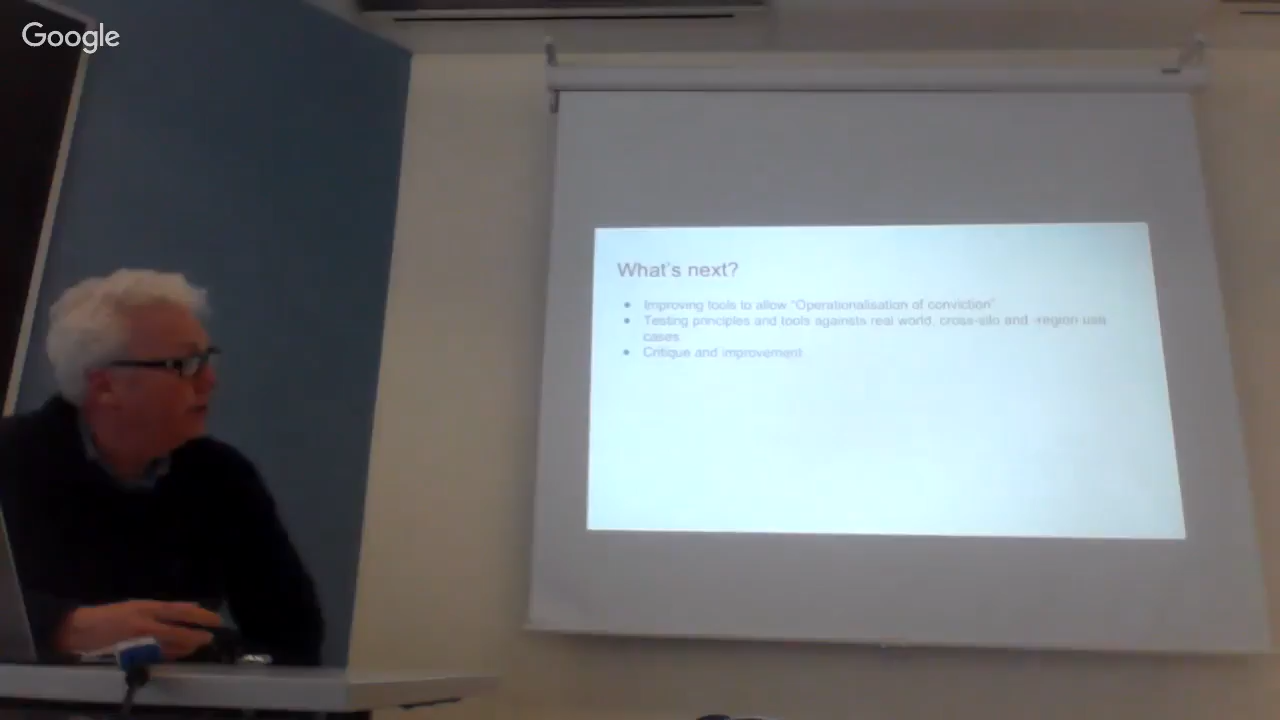 Google
What's next?
● Improving tools to allow "Operationalisation of conviction"
● Testing principles and tools againsts real world, cross-silo and -region use
cases
● Critique and improvement